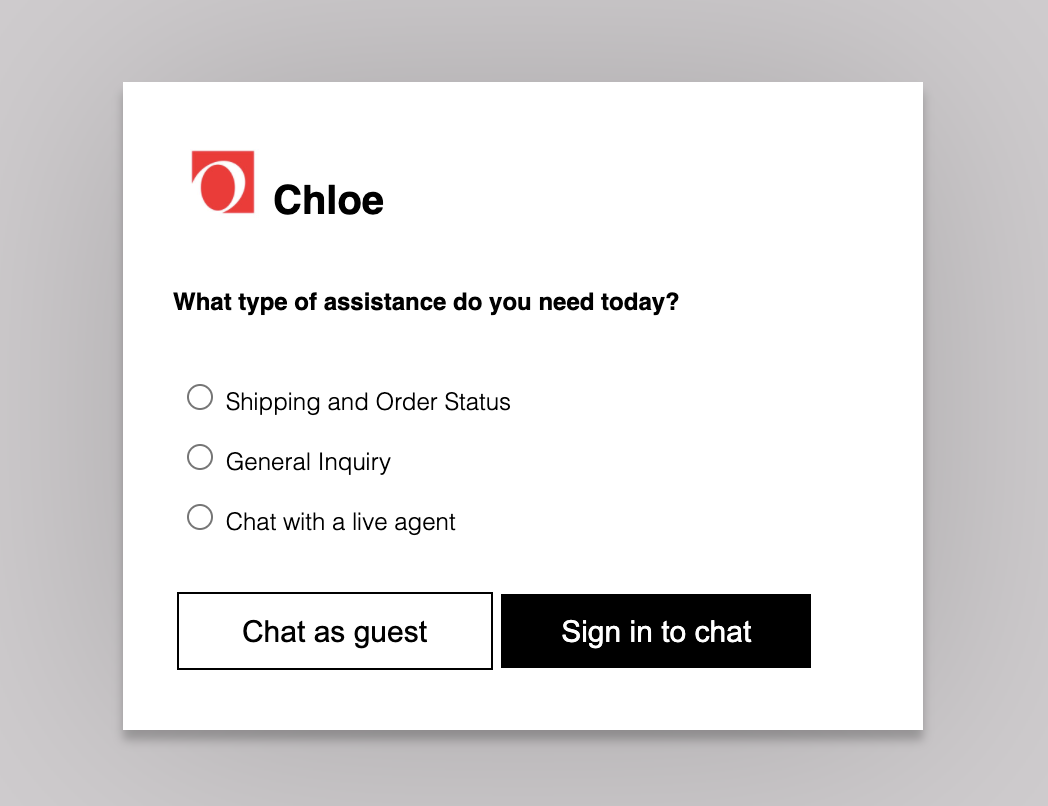 Chloe
What type of assistance do you need today?
Shipping and Order Status
General Inquiry
Chat with a live agent
Chat as guest
Sign in to chat